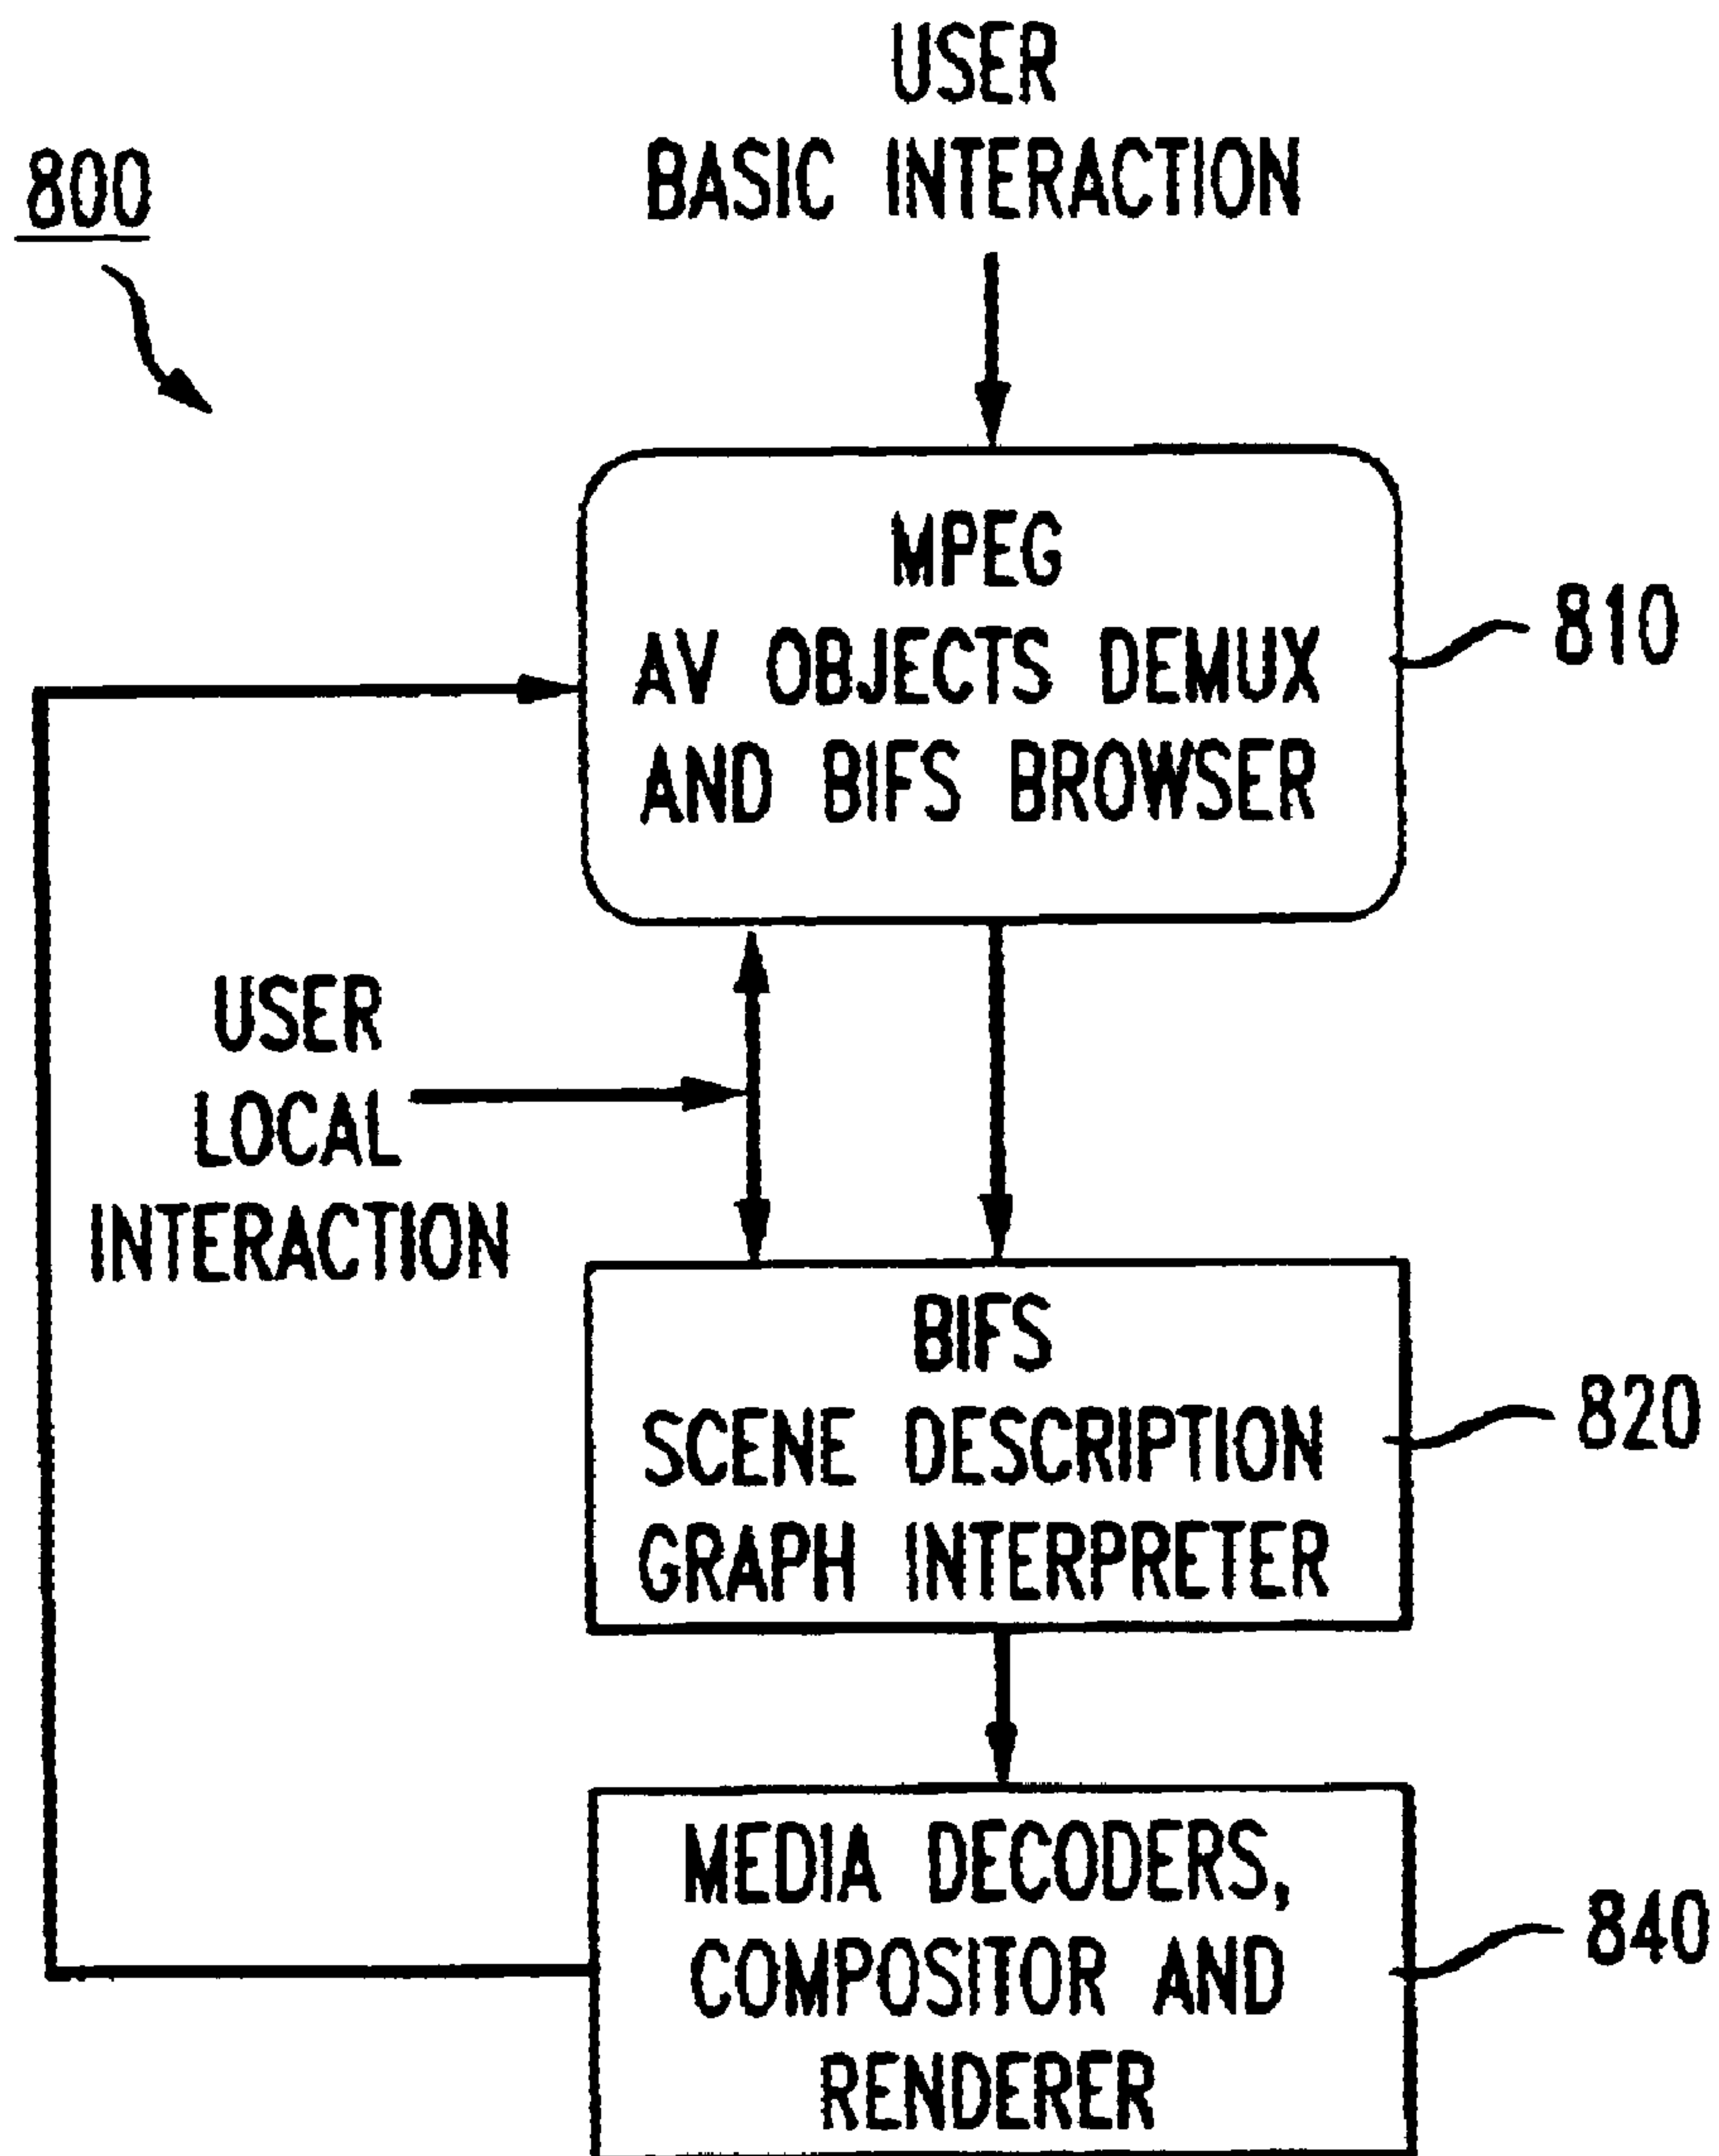 USER
BASIC INTERACTION
800
MPEG
AV OBJECTS DEMUX
AND BIFS BROWSER
810
USER
LOCAL
INTERACTION
BIFS
SCENE DESCRIPTION
GRAPH INTERPRETER
820
MEDIA DECODERS,
COMPOSITOR AND
RENDERER
840